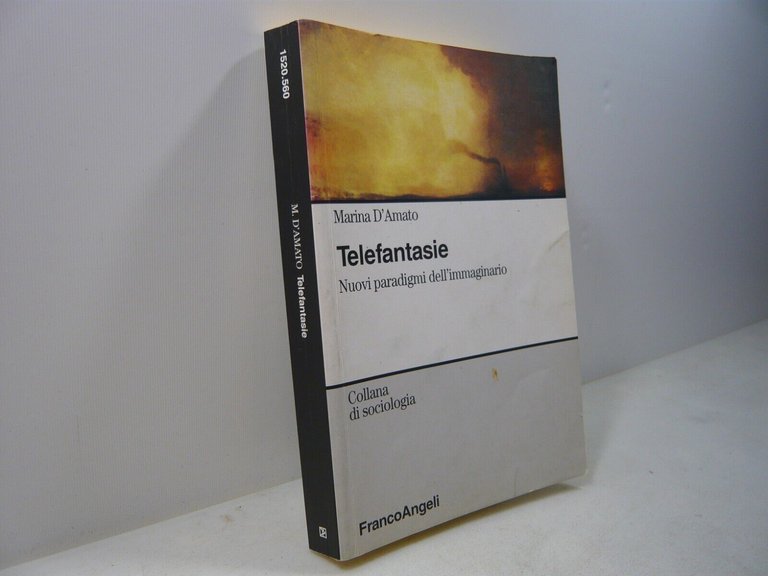 1520.560
M. D'AMATO Telefantasie
Marina D'Amato
Telefantasie
Nuovi paradigmi dell'immaginario
Collana
di sociologia
FrancoAngeli